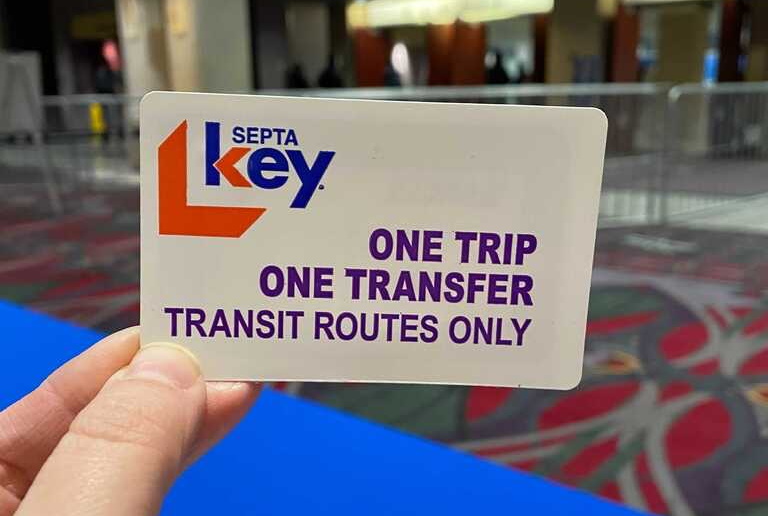 SEPTA
key
ONE TRIP
ONE TRANSFER
TRANSIT ROUTES ONLY